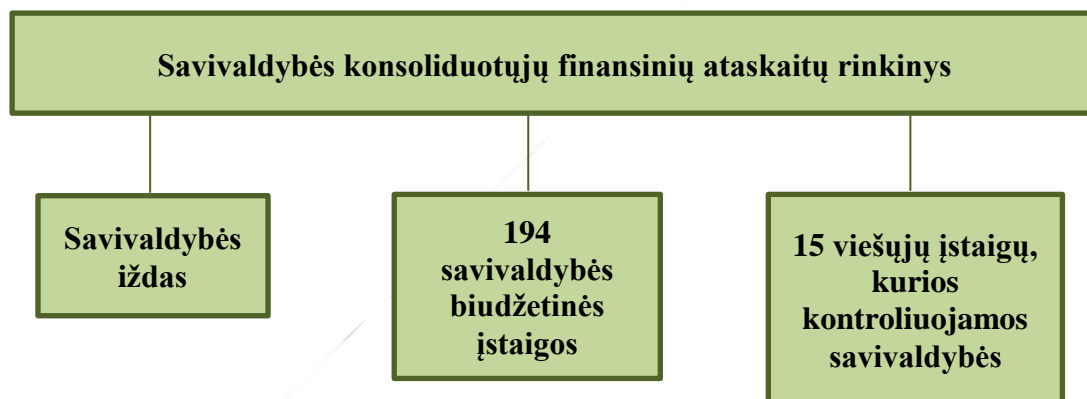 Savivaldybės konsoliduotųjų finansinių ataskaitų rinkinys
Savivaldybės
iždas
194
savivaldybės
biudžetinės
įstaigos
15 viešųjų įstaigų,
kurios
kontroliuojamos
savivaldybės